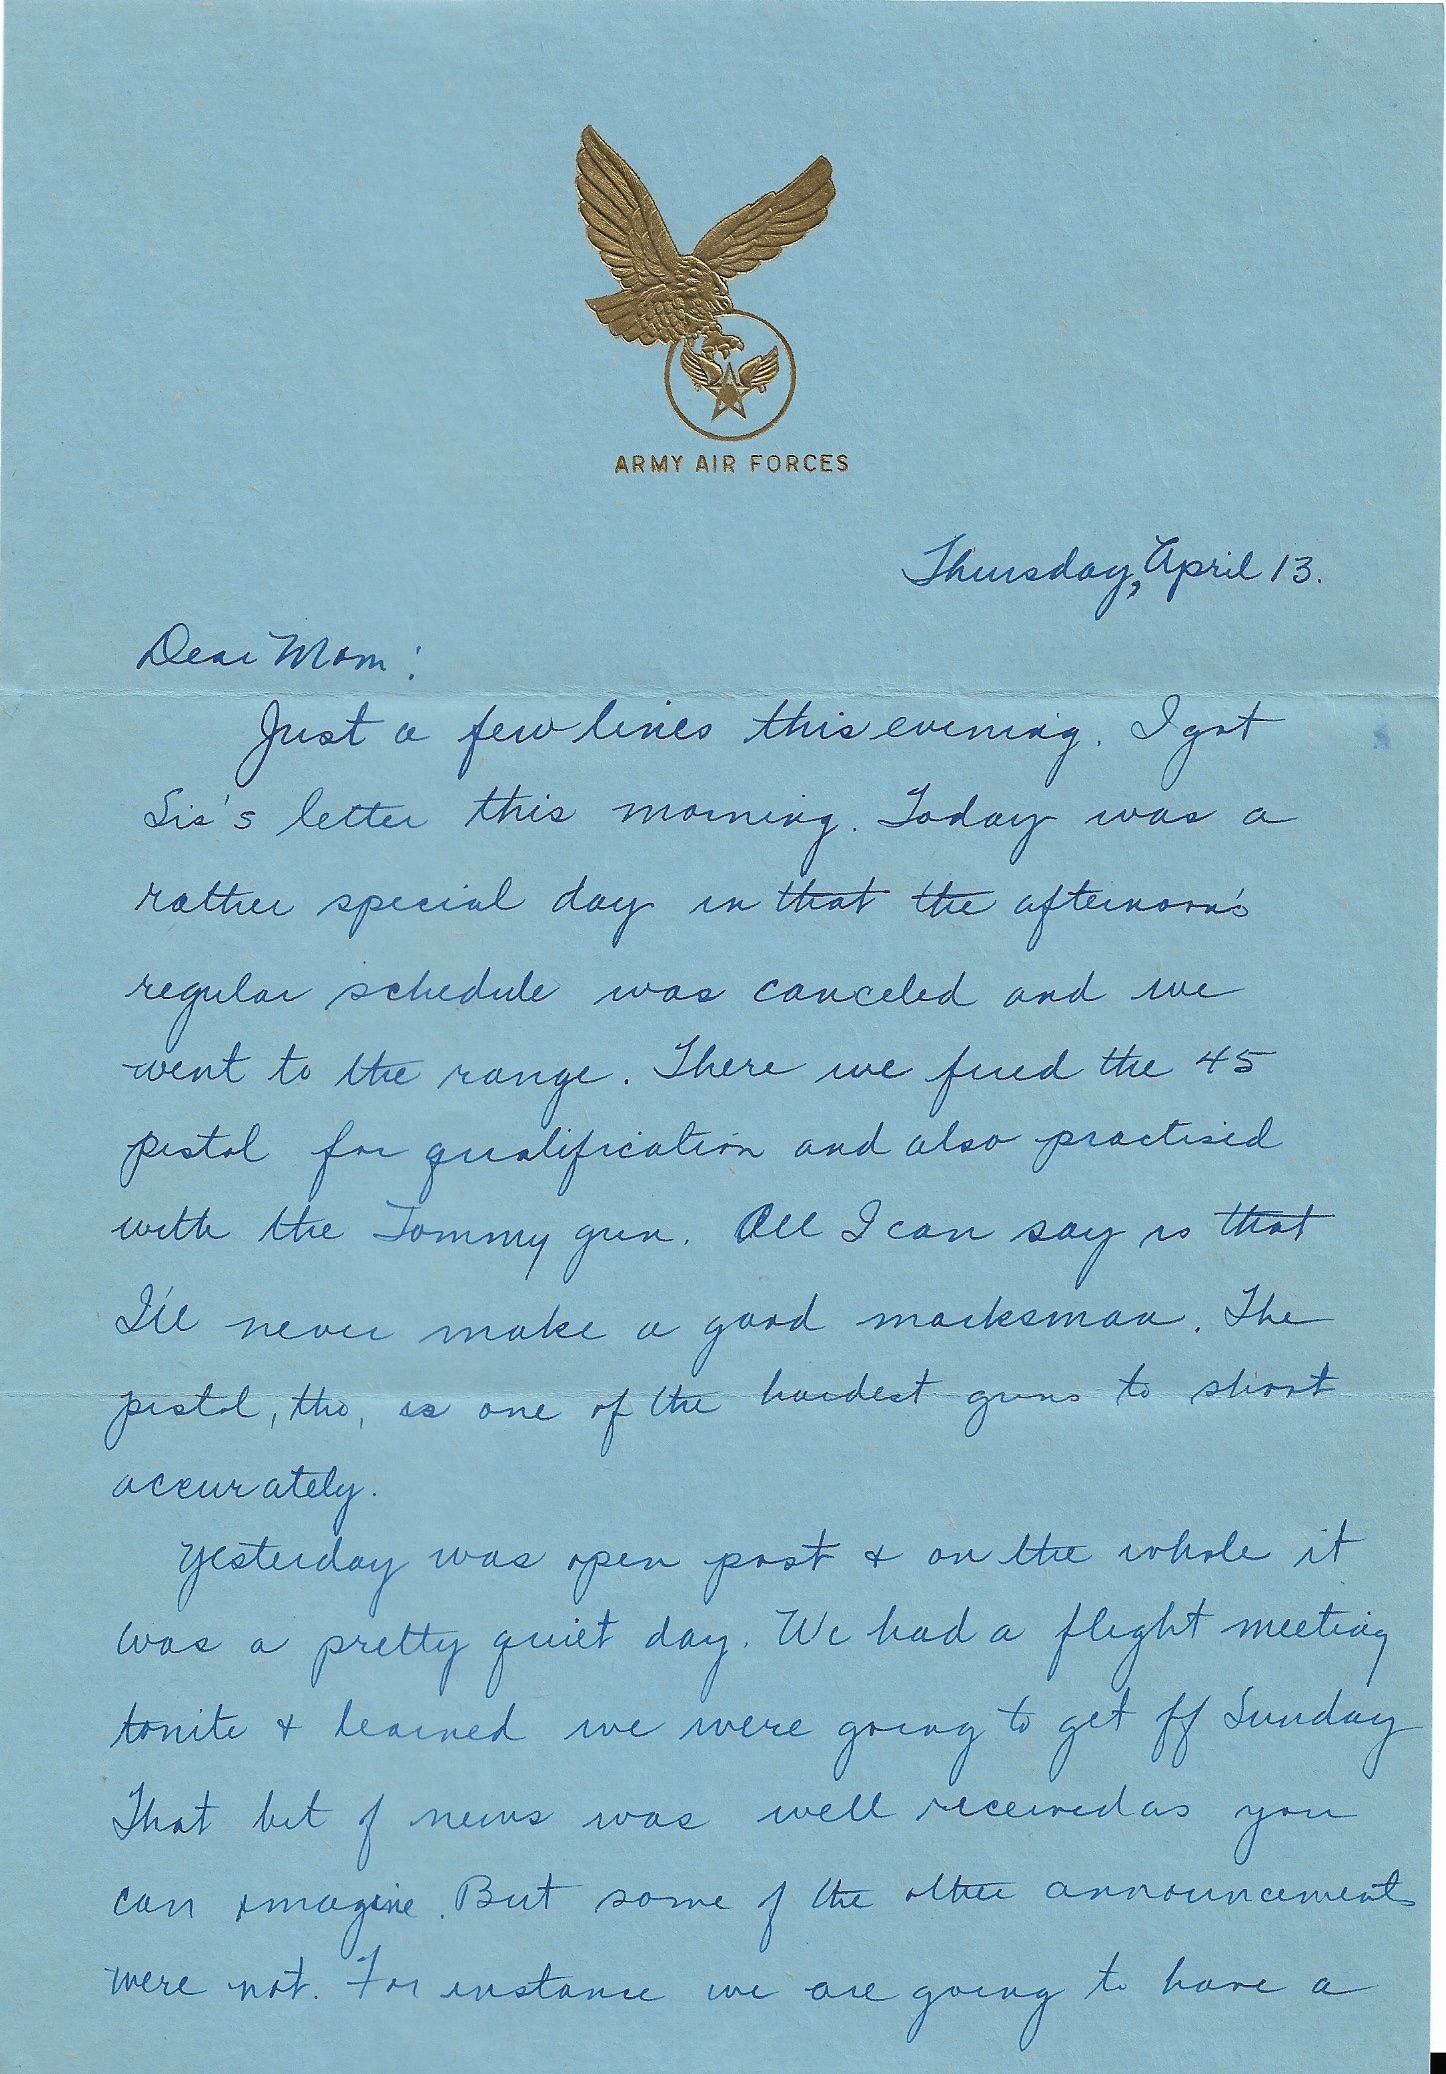 ARMY AIR FORCES
Thursday, April 13.
Dear Mom:
Just a few lines this evening. I got
Sis's letter this morning. Today was a
rather special day in that the afternoon's
regular schedule was canceled and we
went to the range. There we fired the 45
pistol for qualification and also practised
with the Tommy gun. All I can say is that
I'll never make a good marksman. The
pistol, tho, is one of the hardest guns to shoot
accurately.
Yesterday was open post & on the whole it
was a pretty quiet day. We had a flight meeting
tonite & learned we were going to get off Sunday
That bit of news was well received as you
can imagine. But some of the other announcements
were not. For instance we are going to have a